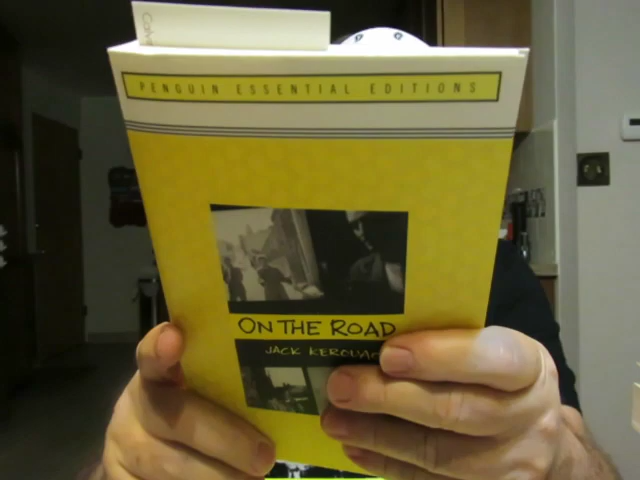 PENGUIN ESSENTIAL EDITIONS
ON THE ROAD
JACK KEROUAC